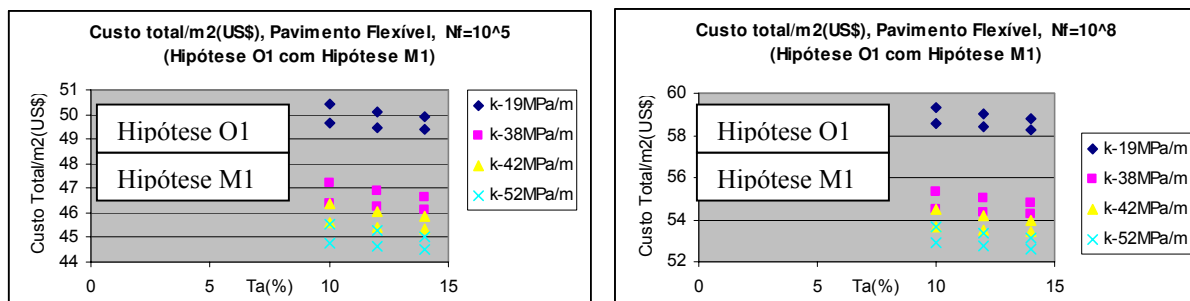 Custo total/m2(US$), Pavimento Flexível, Nf=10^5
(Hipótese O1 com Hipótese M1)
Custo Total/m2(US$)
51
50
49
48
47
46
45
44
Hipótese O1
Hipótese M1
0
5
10
15
Ta(%)
k-19MPa/m
k-38MPa/m
k-42MPa/m
k-52MPa/m
Custo total/m2(US$), Pavimento Flexível, Nf=10^8
(Hipótese O1 com Hipótese M1)
Custo Total/m2(US$)
60
58
56
54
52
Hipótese O1
Hipótese M1
0
5
10
15
Ta(%)
k-19MPa/m
k-38MPa/m
k-42MPa/m
k-52MPa/m